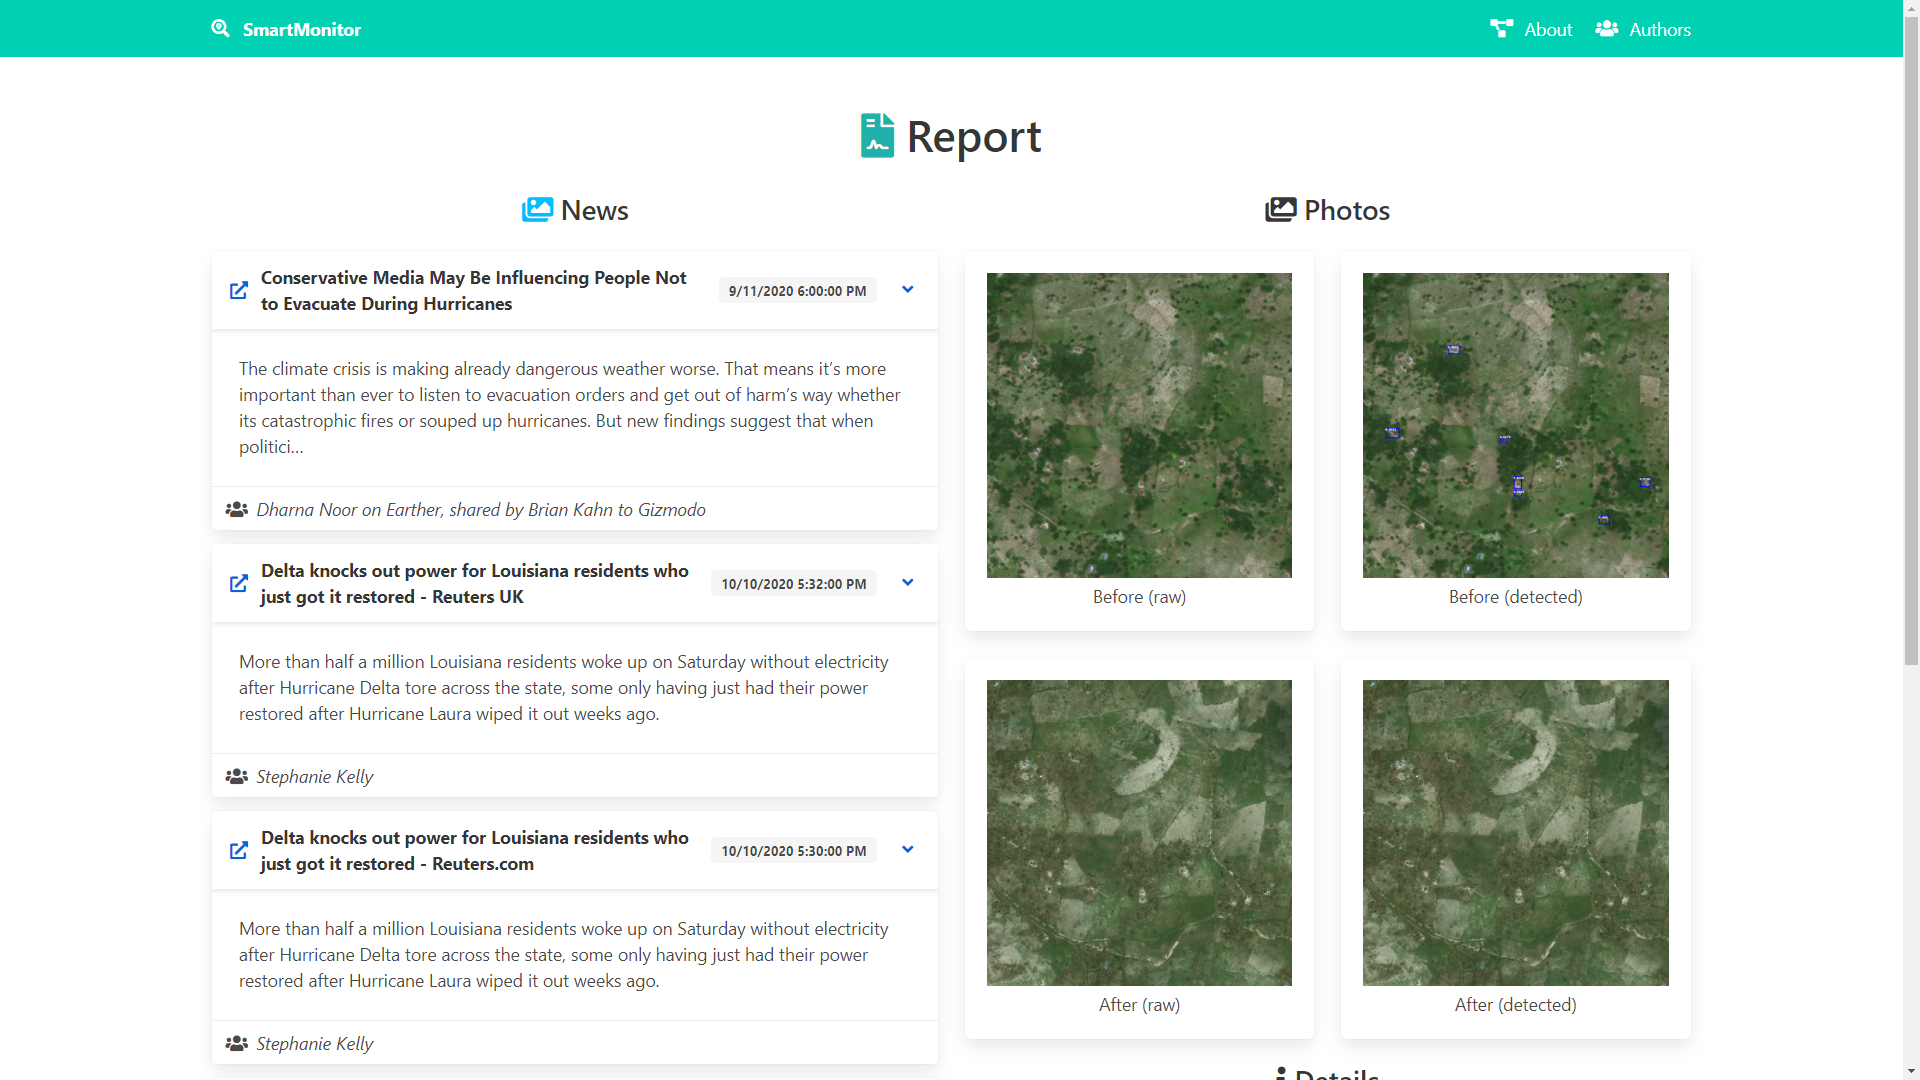 SmartMonitor
About
Authors
Report
News
Conservative Media May Be Influencing People Not
to Evacuate During Hurricanes
9/11/2020 6:00:00 PM
The climate crisis is making already dangerous weather worse. That means it’s more
important than ever to listen to evacuation orders and get out of harm’s way whether
its catastrophic fires or souped up hurricanes. But new findings suggest that when
politici…
Dharna Noor on Earther, shared by Brian Kahn to Gizmodo
Delta knocks out power for Louisiana residents who
just got it restored - Reuters UK
10/10/2020 5:32:00 PM
More than half a million Louisiana residents woke up on Saturday without electricity
after Hurricane Delta tore across the state, some only having just had their power
restored after Hurricane Laura wiped it out weeks ago.
Stephanie Kelly
Delta knocks out power for Louisiana residents who
just got it restored - Reuters.com
10/10/2020 5:30:00 PM
More than half a million Louisiana residents woke up on Saturday without electricity
after Hurricane Delta tore across the state, some only having just had their power
restored after Hurricane Laura wiped it out weeks ago.
Stephanie Kelly
Photos
Before (raw)
Before (detected)
After (raw)
After (detected)
Details